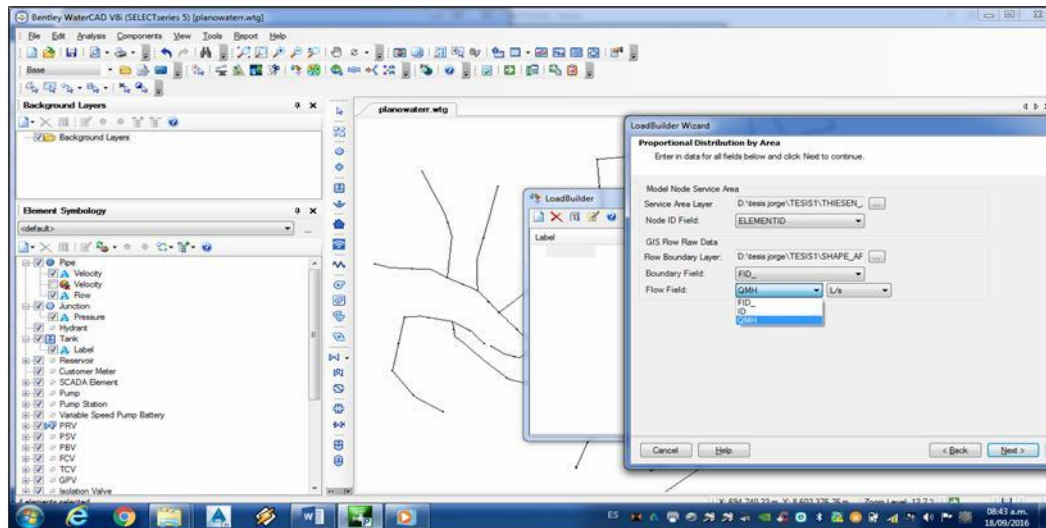 Bentley WaterCAD V8i (SELECTseries 5) [planowaterr.wtg]
File Edit Analysis Components View Tools Report Help
Base
Background Layers
Background Layers
Element Symbology
<default>
Pipe
Velocity
Velocity
Flow
Junction
Pressure
Hydrant
Tank
Label
Reservoir
Customer Meter
SCADA Element
Pump
Pump Station
Variable Speed Pump Battery
PRV
PSV
PBV
FCV
TCV
GPV
Isolation Valve
4 elements selected
planowaterr.wtg
LoadBuilder
Label
LoadBuilder Wizard
Proportional Distribution by Area
Enter in data for all fields below and click Next to continue.
Model Node Service Area
Service Area Layer D:\tesis jorge\TESIS1\THIESEN_ ...
Node ID Field: ELEMENTID
GIS Flow Raw Data
Flow Boundary Layer: D:\tesis jorge\TESIS1\SHAPE_AF ...
Boundary Field: FID_
Flow Field: QMH L/s
FID_
ID
QMH
Cancel Help < Back Next >
ES 08:43 a.m.
18/09/2016